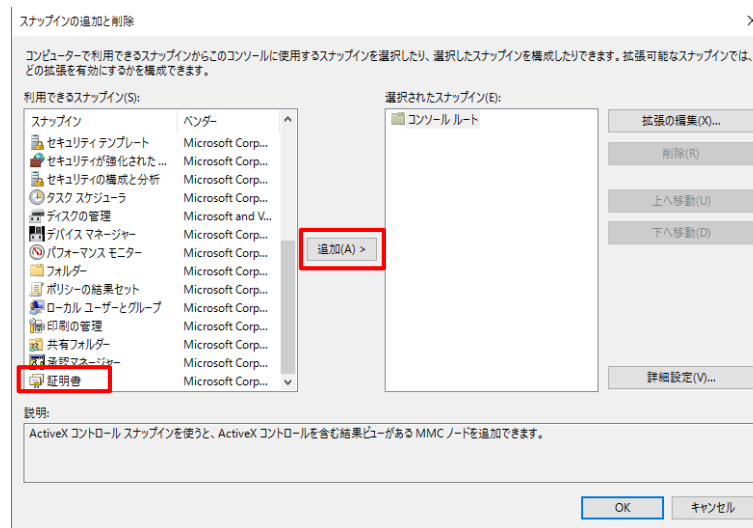 スナップインの追加と削除
コンピューターで利用できるスナップインからこのコンソールに使用するスナップインを選択したり、選択したスナップインを構成したりできます。拡張可能なスナップインでは、
どの拡張を有効にするかを構成できます。
利用できるスナップイン(S):
選択されたスナップイン(E):
スナップイン ベンダー
セキュリティ テンプレート Microsoft Corp...
セキュリティが強化された ... Microsoft Corp...
セキュリティの構成と分析 Microsoft Corp...
タスク スケジューラ Microsoft Corp...
ディスクの管理 Microsoft and V...
デバイス マネージャー Microsoft Corp...
パフォーマンス モニター Microsoft Corp...
フォルダー Microsoft Corp...
ポリシーの結果セット Microsoft Corp...
ローカル ユーザーとグループ Microsoft Corp...
印刷の管理 Microsoft Corp...
共有フォルダー Microsoft Corp...
承認マネージャー Microsoft Corp...
証明書 Microsoft Corp...
追加(A) >
コンソール ルート
拡張の編集(X)...
削除(R)
上へ移動(U)
下へ移動(D)
詳細設定(V)...
説明:
ActiveX コントロール スナップインを使うと、ActiveX コントロールを含む結果ビューがある MMC ノードを追加できます。
OK
キャンセル